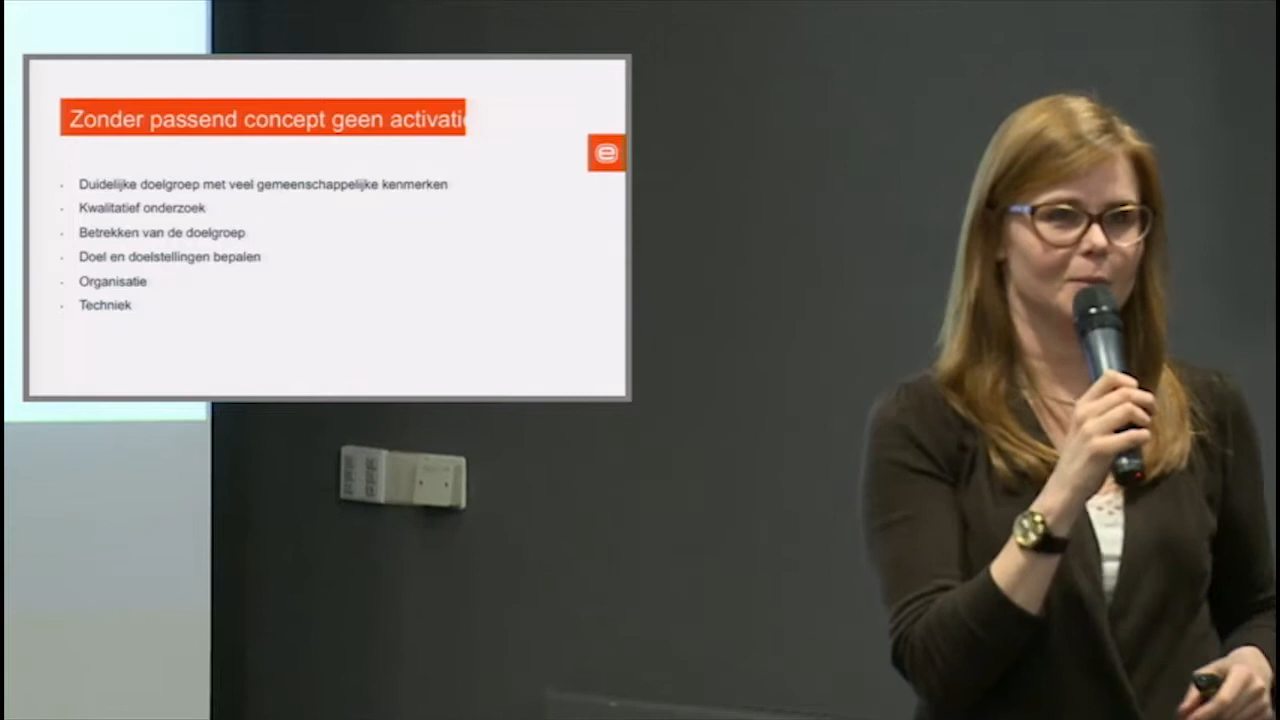 Zonder passend concept geen activati
Duidelijke doelgroep met veel gemeenschappelijke kenmerken
Kwalitatief onderzoek
Betrekken van de doelgroep
Doel en doelstellingen bepalen
Organisatie
Techniek
e